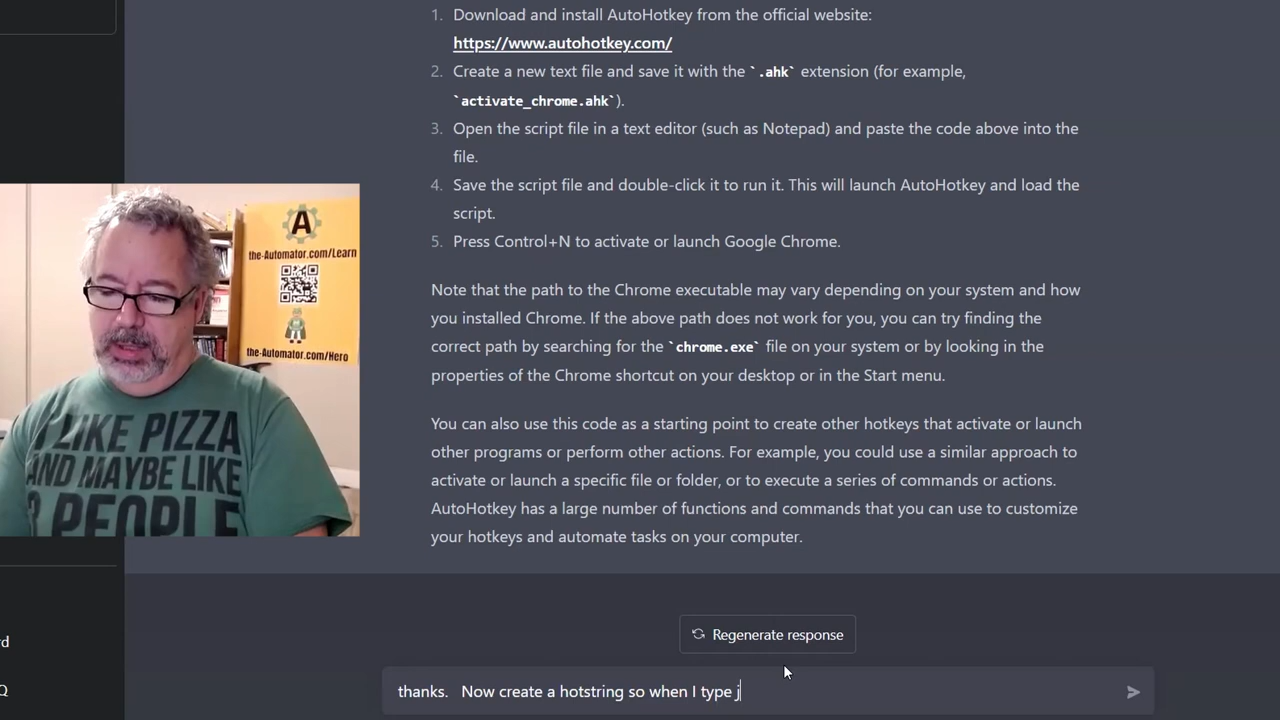 1. Download and install AutoHotkey from the official website:
https://www.autohotkey.com/
2. Create a new text file and save it with the `.ahk` extension (for example,
`activate_chrome.ahk`).
3. Open the script file in a text editor (such as Notepad) and paste the code above into the
file.
4. Save the script file and double-click it to run it. This will launch AutoHotkey and load the
script.
5. Press Control+N to activate or launch Google Chrome.
Note that the path to the Chrome executable may vary depending on your system and how
you installed Chrome. If the above path does not work for you, you can try finding the
correct path by searching for the `chrome.exe` file on your system or by looking in the
properties of the Chrome shortcut on your desktop or in the Start menu.
You can also use this code as a starting point to create other hotkeys that activate or launch
other programs or perform other actions. For example, you could use a similar approach to
activate or launch a specific file or folder, or to execute a series of commands or actions.
AutoHotkey has a large number of functions and commands that you can use to customize
your hotkeys and automate tasks on your computer.
Regenerate response
thanks. Now create a hotstring so when I type j
A
the-Automator.com/Learn
the-Automator.com/Hero
I LIKE PIZZA
AND MAYBE LIKE
3 PEOPLE
rd
Q